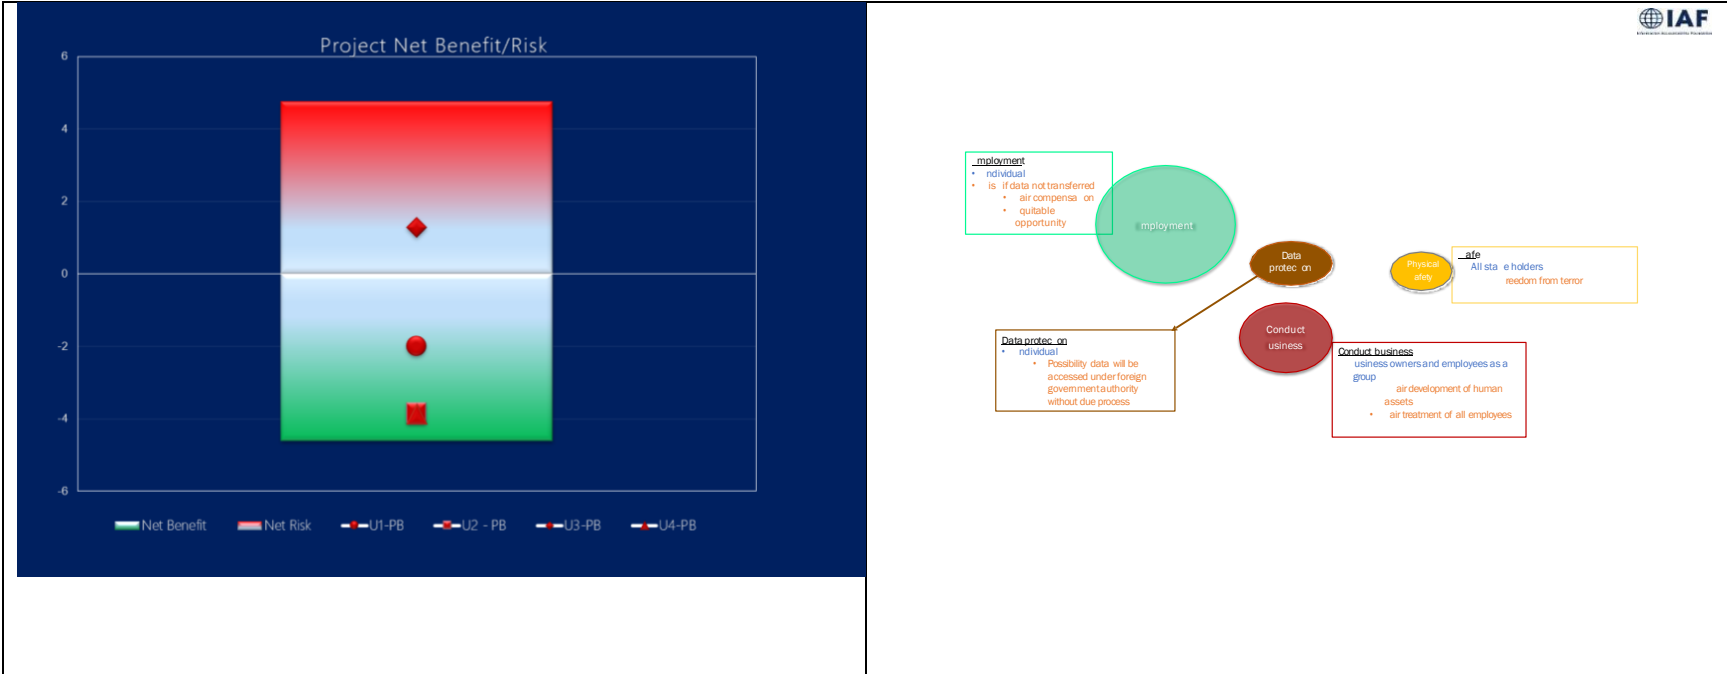 Project Net Benefit/Risk
6
4
2
0
-2
-4
-6
Net Benefit
Net Risk
U1-PB
U2 - PB
U3-PB
U4-PB
IAF
mployment
• ndividual
• is if data not transferred
• air compensa on
• quitable
opportunity
mployment
Data
protec on
Physical
afety
afe
All sta e holders
reedom from terror
Conduct
usiness
Data protec on
• ndividual
• Possibility data will be
accessed under foreign
government authority
without due process
Conduct business
usiness owners and employees as a
group
air development of human
assets
• air treatment of all employees